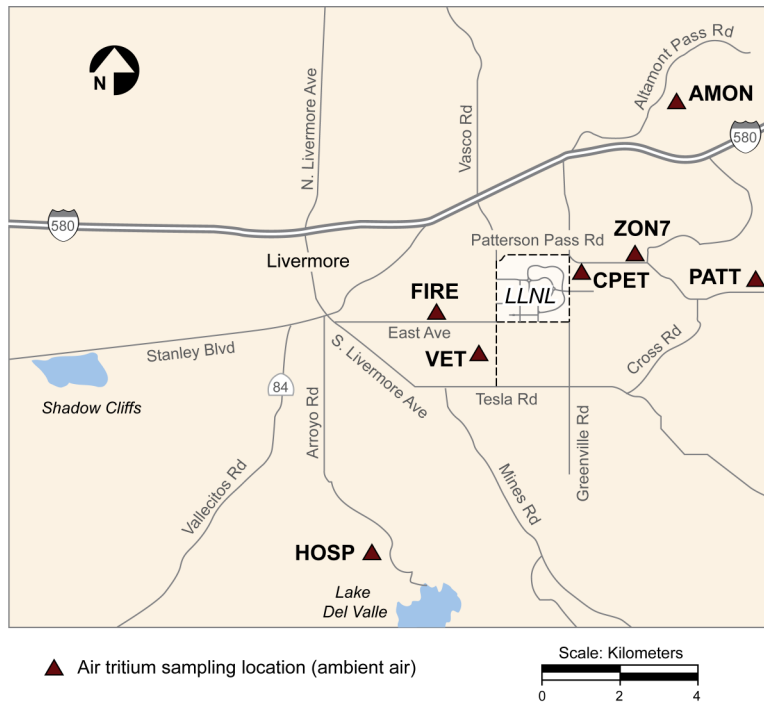 Altamont Pass Rd
AMON
N
N. Livermore Ave
Vasco Rd
580
580
ZON7
Patterson Pass Rd
Livermore
CPET
PATT
FIRE
LLNL
East Ave
Stanley Blvd
VET
S. Livermore Ave
Cross Rd
84
Tesla Rd
Shadow Cliffs
Arroyo Rd
Greenville Rd
Vallecitos Rd
Mines Rd
HOSP
Lake
Del Valle
Scale: Kilometers
Air tritium sampling location (ambient air)
0 2 4